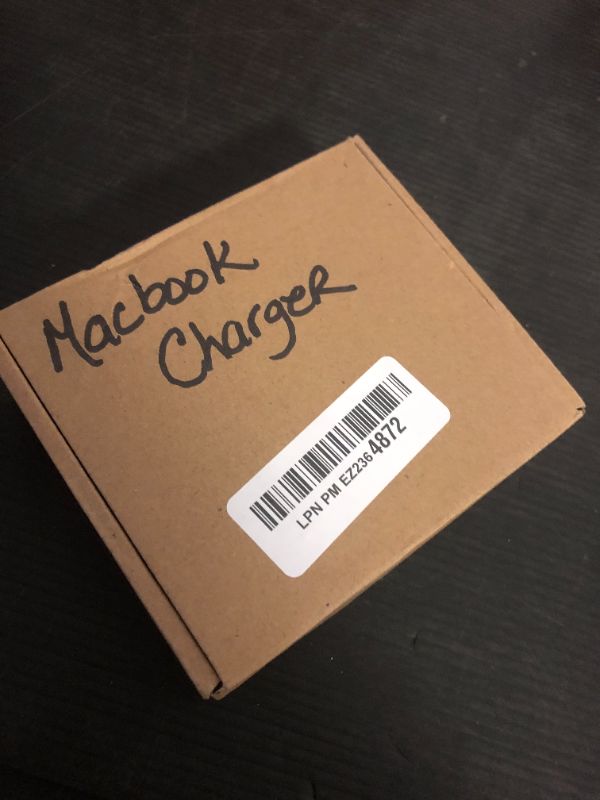 Macbook
Charger
LPN PM EZ2364872